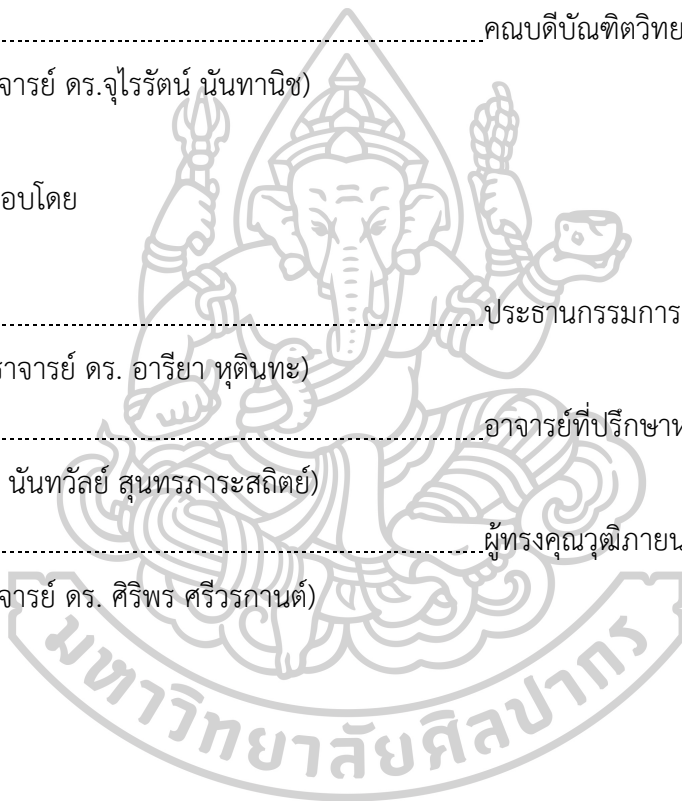 คณบดีบัณฑิตวิทย
จารย์ ดร.จุไรรัตน์ นันทานิช)
อบโดย
ประธานกรรมการ
ราจารย์ ดร. อารียา หุตินทะ)
อาจารย์ที่ปรึกษาห
นันทวัลย์ สุนทรภาระสถิตย์)
ผู้ทรงคุณวุฒิภายน
จารย์ ดร. ศิริพร ศรีวรกานต์)
มหาวิทยาลัยศิลปากร